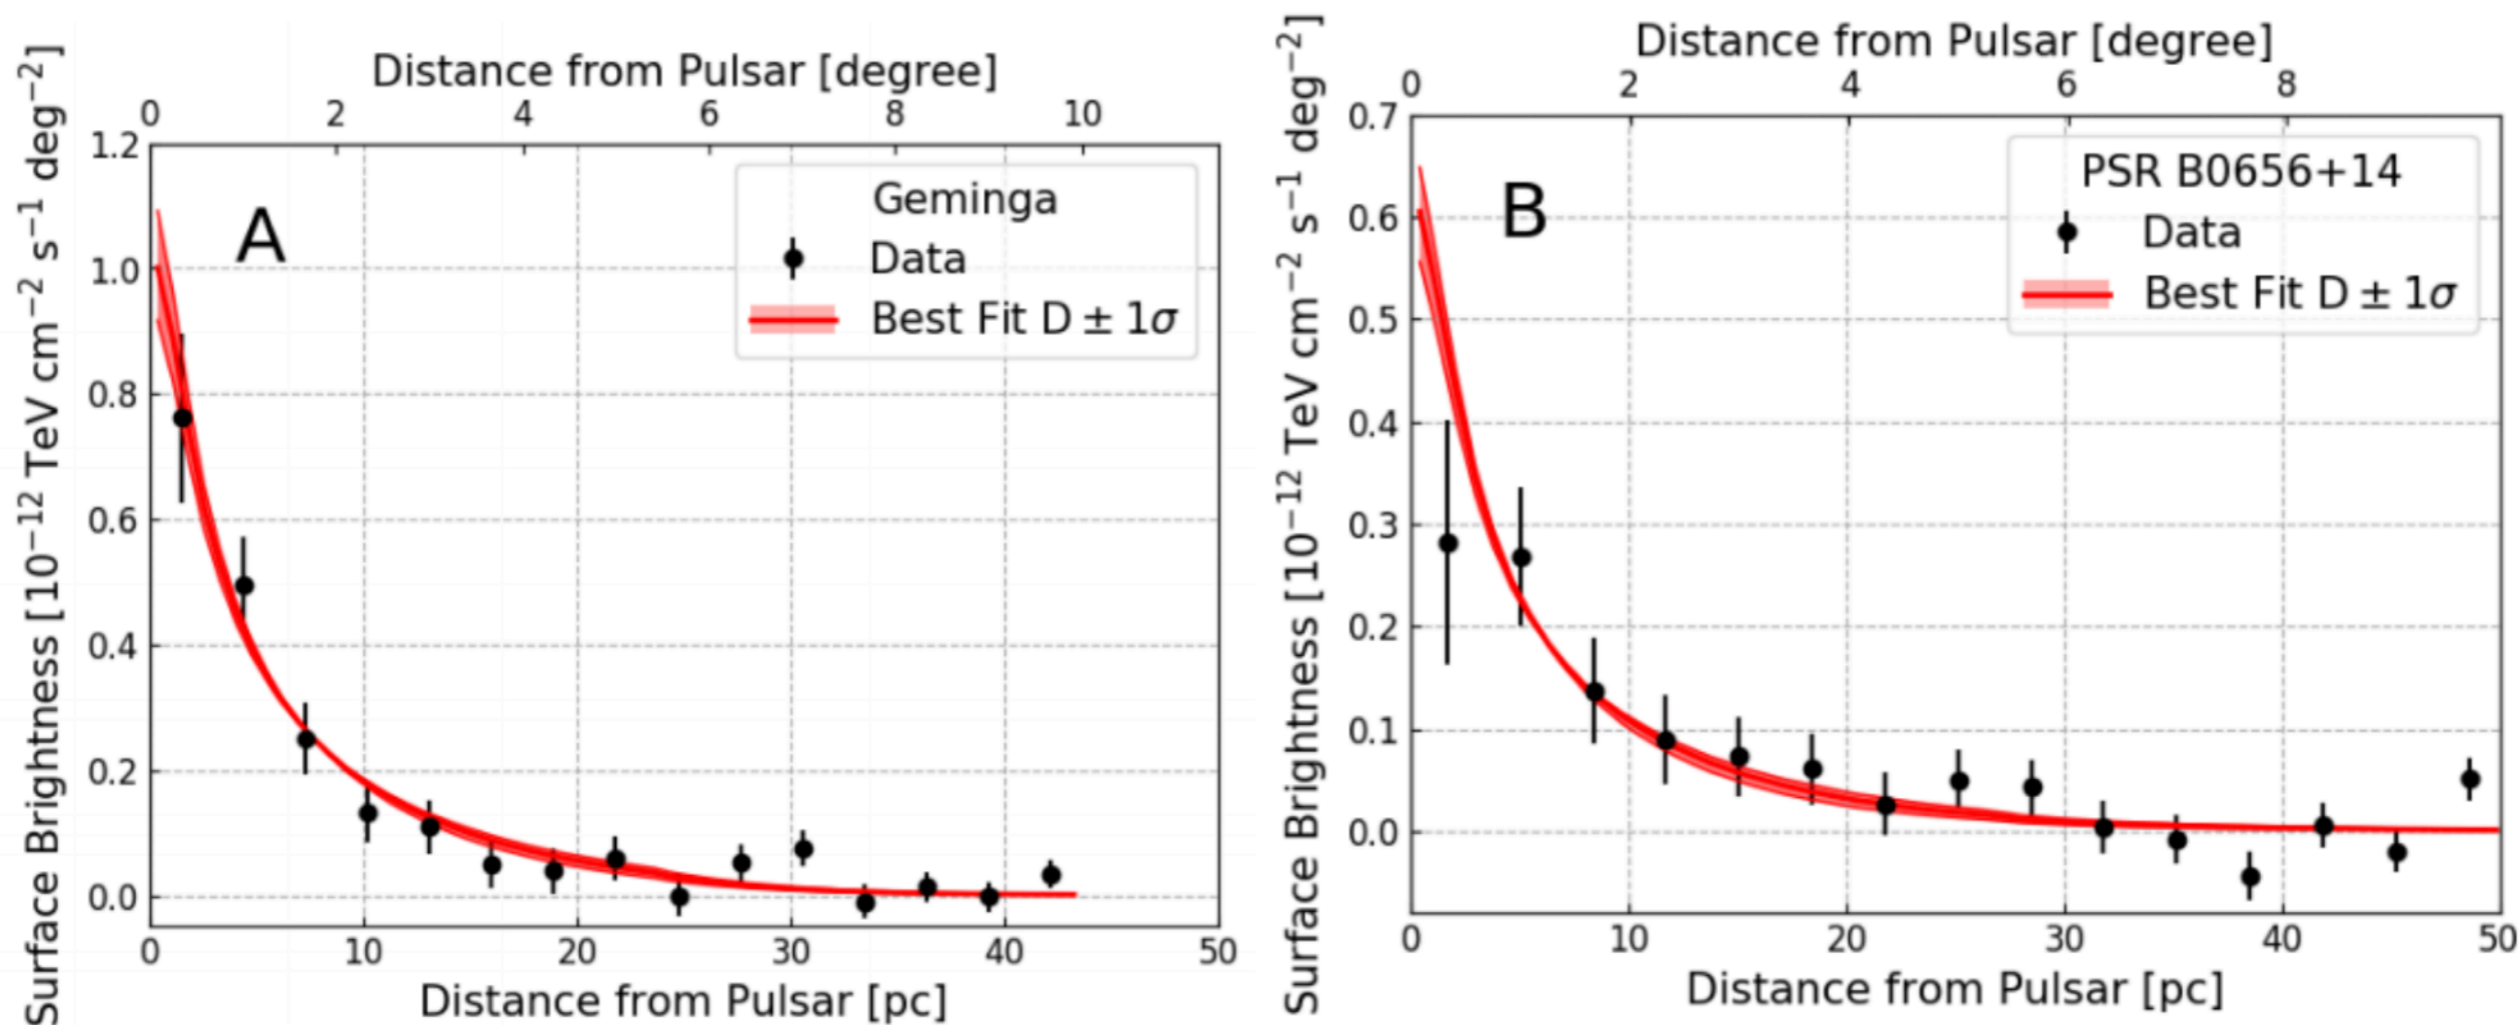 Distance from Pulsar [degree]
0 2 4 6 8 10
Surface Brightness [10⁻¹² TeV cm⁻² s⁻¹ deg⁻²]
1.2
1.0
0.8
0.6
0.4
0.2
0.0
A
Geminga
Data
Best Fit D ± 1σ
0 10 20 30 40 50
Distance from Pulsar [pc]
Distance from Pulsar [degree]
0 2 4 6 8
Surface Brightness [10⁻¹² TeV cm⁻² s⁻¹ deg⁻²]
0.7
0.6
0.5
0.4
0.3
0.2
0.1
0.0
B
PSR B0656+14
Data
Best Fit D ± 1σ
0 10 20 30 40 50
Distance from Pulsar [pc]